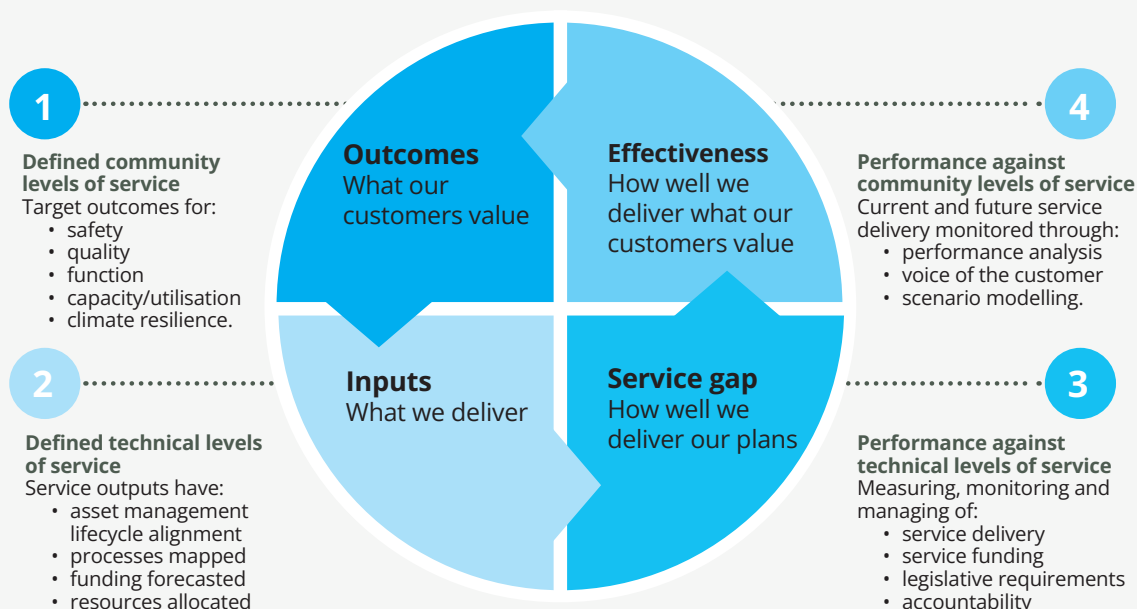 1
Defined community
levels of service
Target outcomes for:
• safety
• quality
• function
• capacity/utilisation
• climate resilience.
Outcomes
What our
customers value
2
Defined technical levels
of service
Service outputs have:
• asset management
lifecycle alignment
• processes mapped
• funding forecasted
• resources allocated
Inputs
What we deliver
3
Performance against
technical levels of service
Measuring, monitoring and
managing of:
• service delivery
• service funding
• legislative requirements
• accountability
Service gap
How well we
deliver our plans
4
Performance against
community levels of service
Current and future service
delivery monitored through:
• performance analysis
• voice of the customer
• scenario modelling.
Effectiveness
How well we
deliver what our
customers value